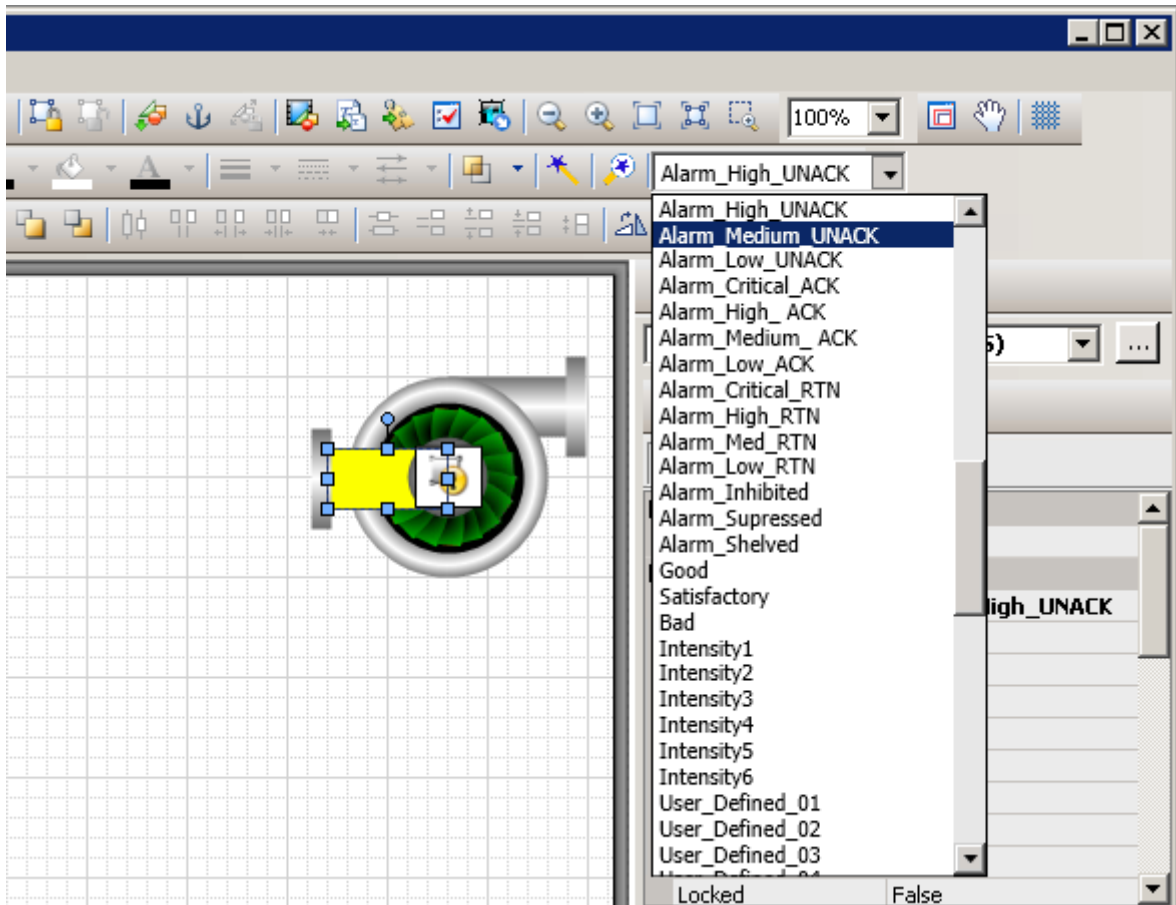 100%
A
Alarm_High_UNACK
Alarm_High_UNACK
Alarm_Medium_UNACK
Alarm_Low_UNACK
Alarm_Critical_ACK
Alarm_High_ ACK
Alarm_Medium_ ACK
Alarm_Low_ACK
Alarm_Critical_RTN
Alarm_High_RTN
Alarm_Med_RTN
Alarm_Low_RTN
Alarm_Inhibited
Alarm_Supressed
Alarm_Shelved
Good
Satisfactory
Bad
Intensity1
Intensity2
Intensity3
Intensity4
Intensity5
Intensity6
User_Defined_01
User_Defined_02
User_Defined_03
...
igh_UNACK
Locked False